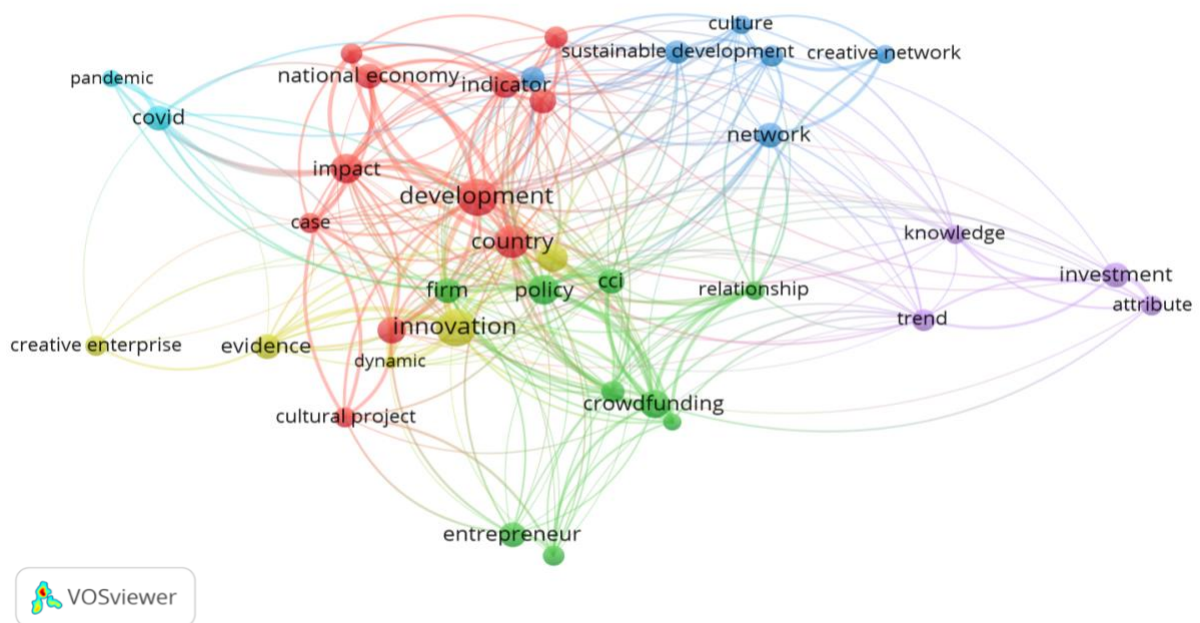 culture
sustainable development
creative network
pandemic
national economy
indicator
covid
network
impact
development
case
country
knowledge
firm
policy
cci
relationship
investment
attribute
trend
innovation
creative enterprise
evidence
dynamic
crowdfunding
cultural project
entrepreneur
VOSviewer